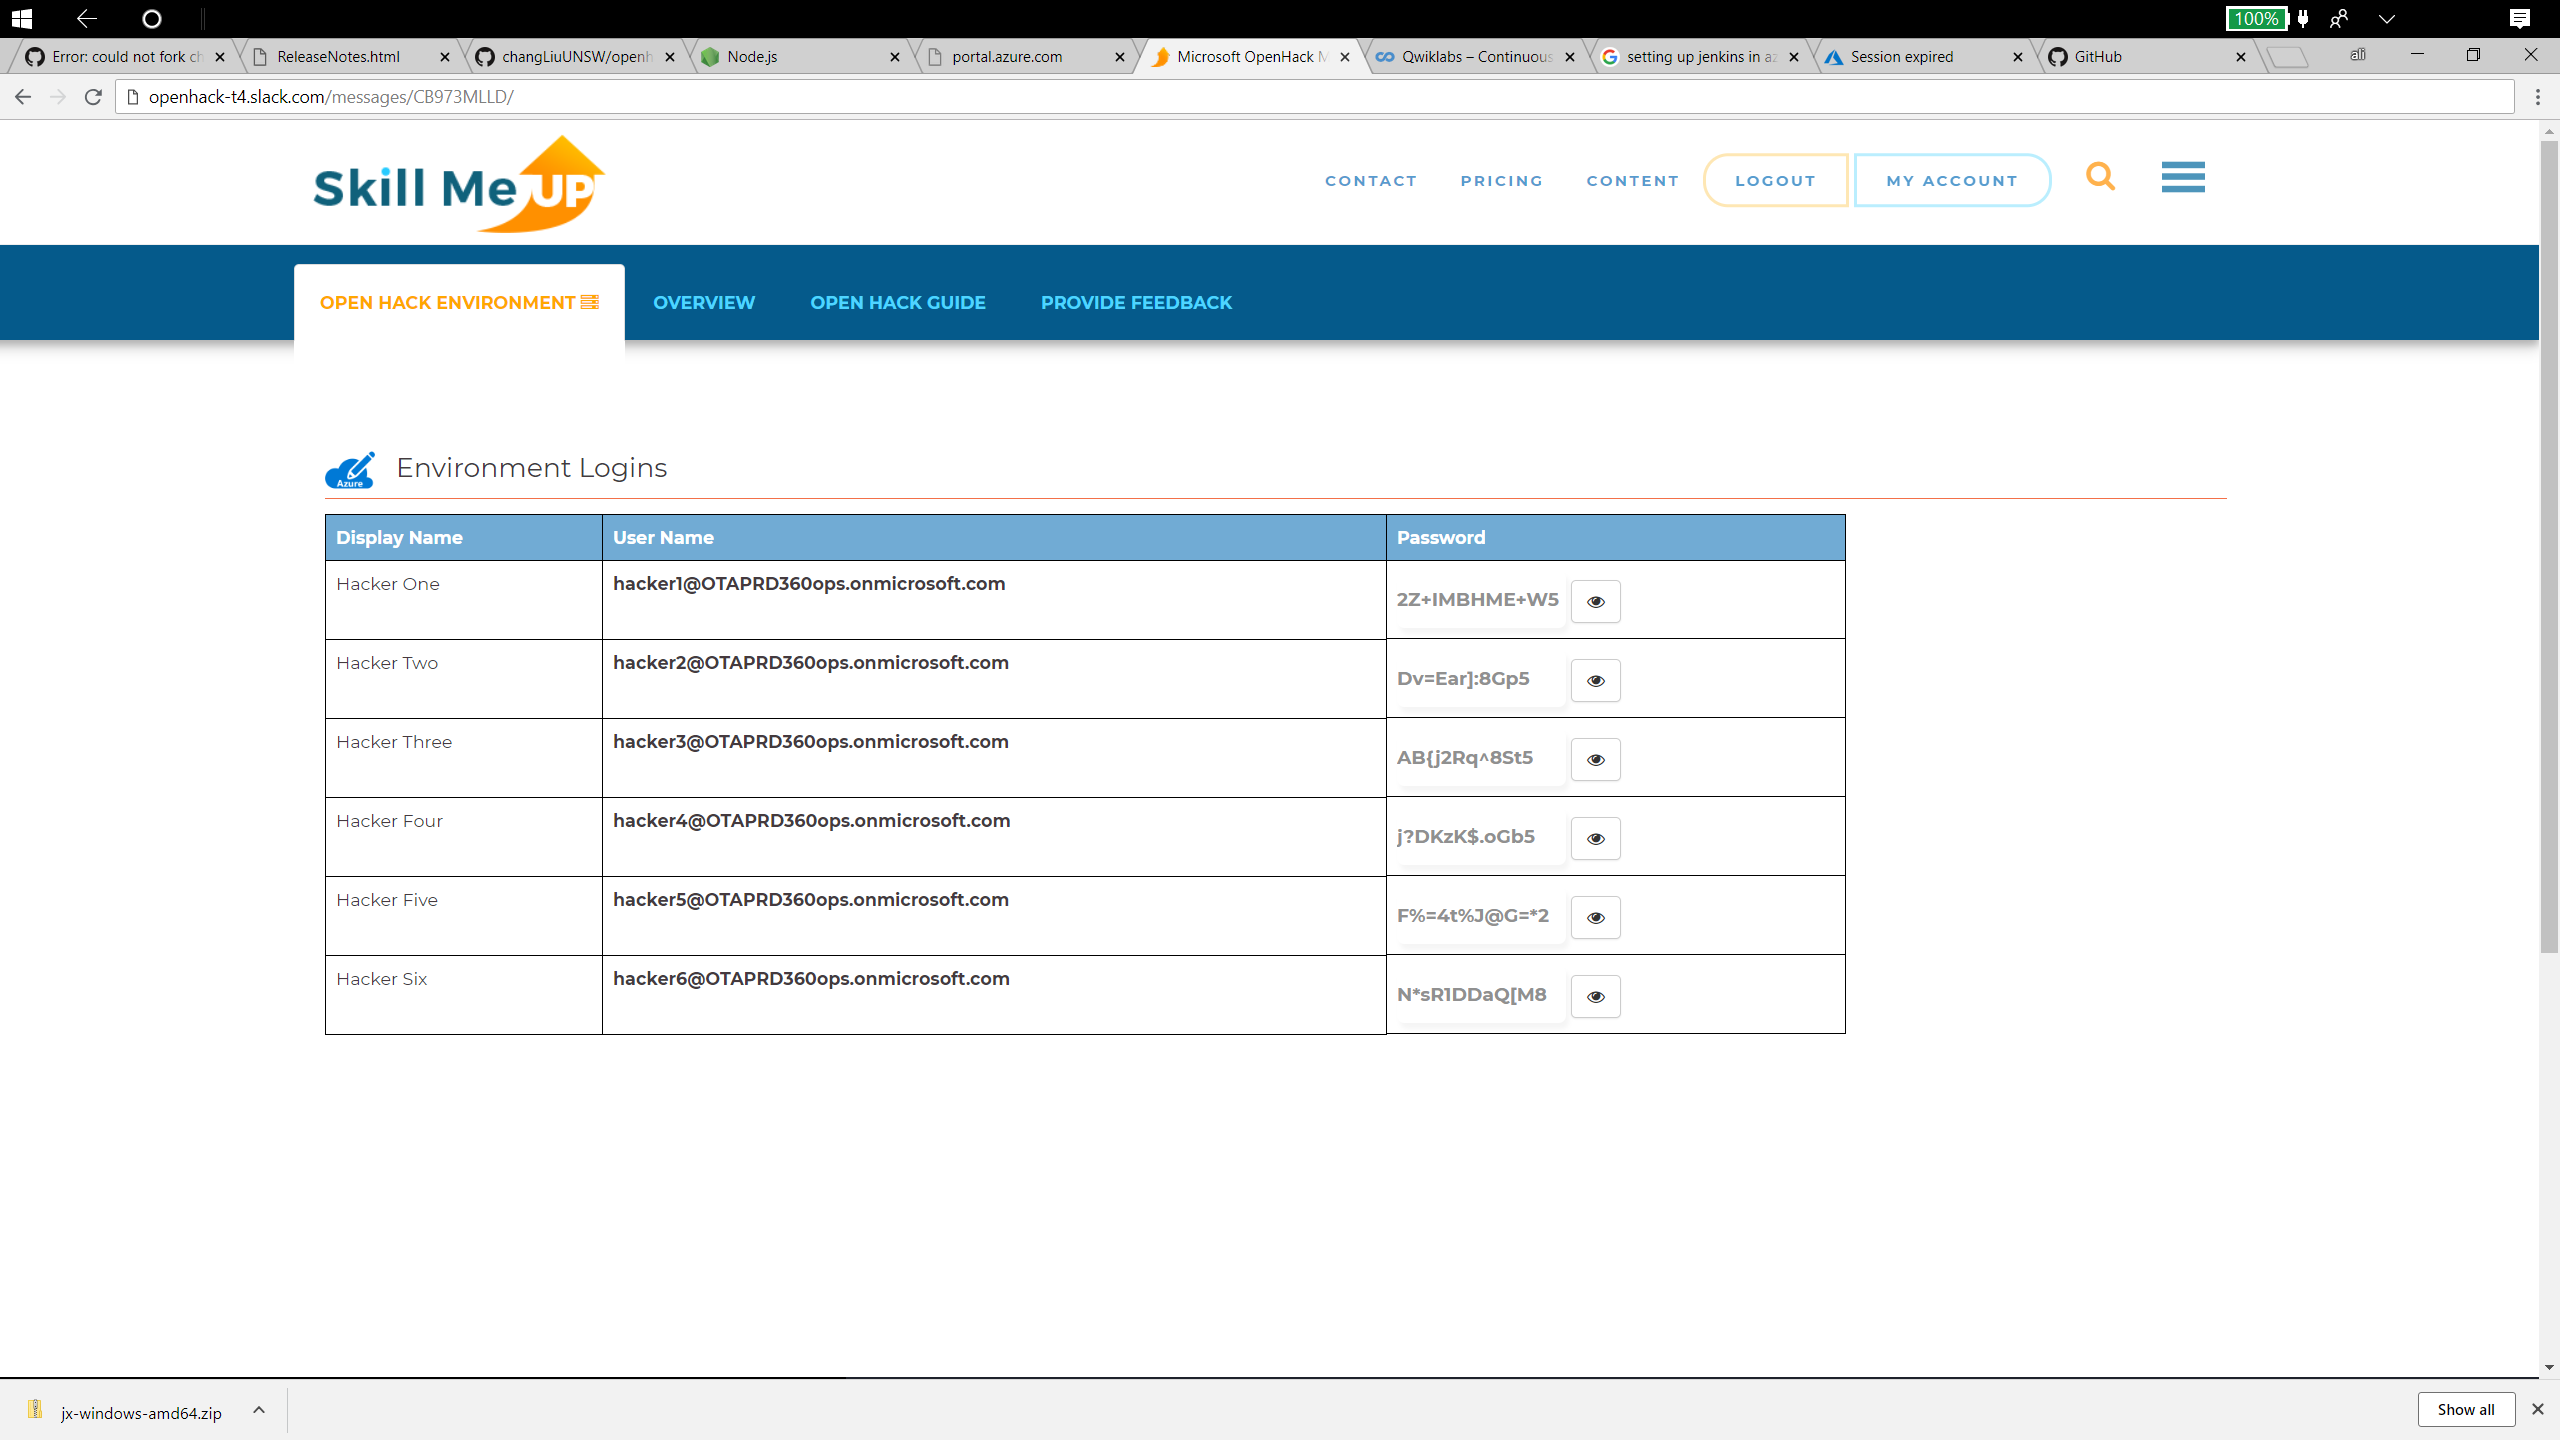 100%
Error: could not fork ch
ReleaseNotes.html
changLiuUNSW/openh
Node.js
portal.azure.com
Microsoft OpenHack M
Qwiklabs – Continuous
setting up jenkins in az
Session expired
GitHub
ali
openhack-t4.slack.com/messages/CB973MLLD/
Skill Me UP
CONTACT PRICING CONTENT LOGOUT MY ACCOUNT
OPEN HACK ENVIRONMENT OVERVIEW OPEN HACK GUIDE PROVIDE FEEDBACK
Azure Environment Logins
Display Name User Name Password
Hacker One hacker1@OTAPRD360ops.onmicrosoft.com 2Z+IMBHME+W5
Hacker Two hacker2@OTAPRD360ops.onmicrosoft.com Dv=Ear]:8Gp5
Hacker Three hacker3@OTAPRD360ops.onmicrosoft.com AB{j2Rq^8St5
Hacker Four hacker4@OTAPRD360ops.onmicrosoft.com j?DKzK$.oGb5
Hacker Five hacker5@OTAPRD360ops.onmicrosoft.com F%=4t%J@G=*2
Hacker Six hacker6@OTAPRD360ops.onmicrosoft.com N*sR1DDaQ[M8
jx-windows-amd64.zip
Show all